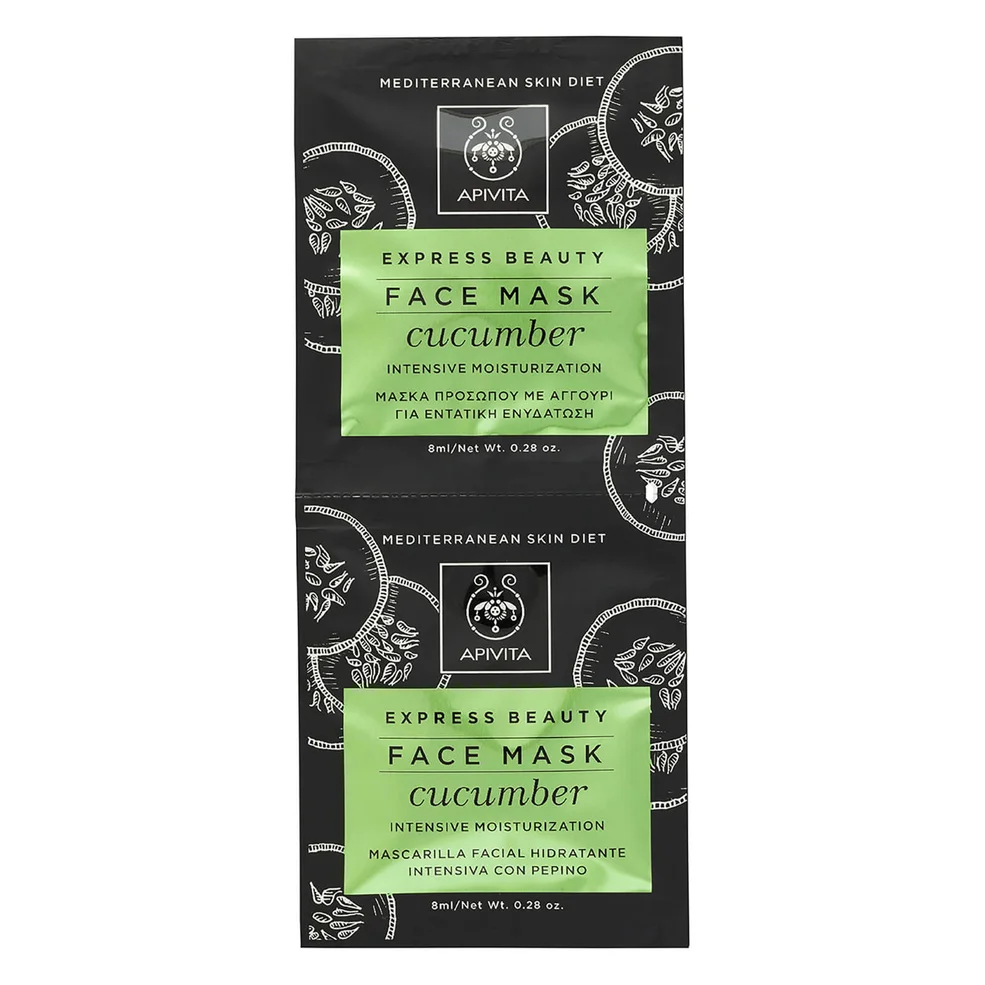 MEDITERRANEAN SKIN DIET
APIVITA
EXPRESS BEAUTY
FACE MASK
cucumber
INTENSIVE MOISTURIZATION
ΜΑΣΚΑ ΠΡΟΣΩΠΟΥ ΜΕ ΑΓΓΟΥΡΙ
ΓΙΑ ΕΝΤΑΤΙΚΗ ΕΝΥΔΑΤΩΣΗ
8ml/Net Wt. 0.28 oz.
MEDITERRANEAN SKIN DIET
APIVITA
EXPRESS BEAUTY
FACE MASK
cucumber
INTENSIVE MOISTURIZATION
MASCARILLA FACIAL HIDRATANTE
INTENSIVA CON PEPINO
8ml/Net Wt. 0.28 oz.